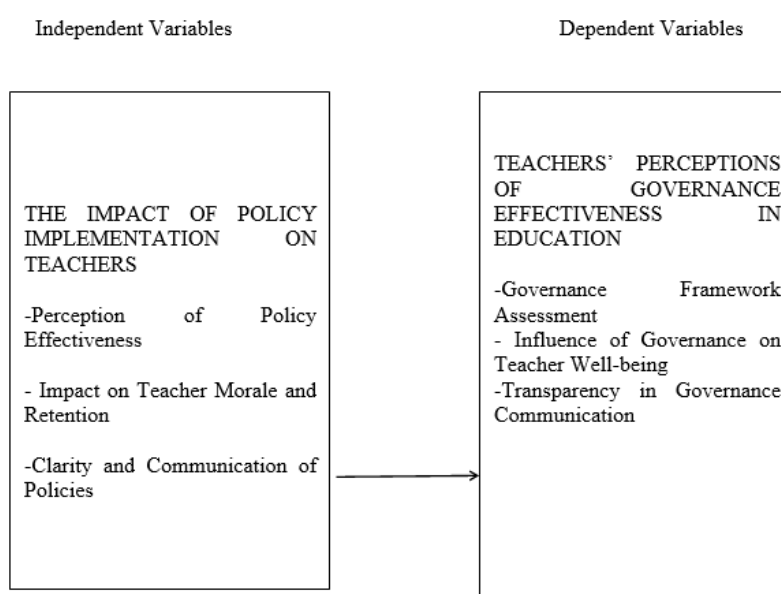 Independent Variables
Dependent Variables
THE IMPACT OF POLICY
IMPLEMENTATION ON
TEACHERS
-Perception of Policy
Effectiveness
- Impact on Teacher Morale and
Retention
-Clarity and Communication of
Policies
TEACHERS’ PERCEPTIONS
OF GOVERNANCE
EFFECTIVENESS IN
EDUCATION
-Governance Framework
Assessment
- Influence of Governance on
Teacher Well-being
-Transparency in Governance
Communication